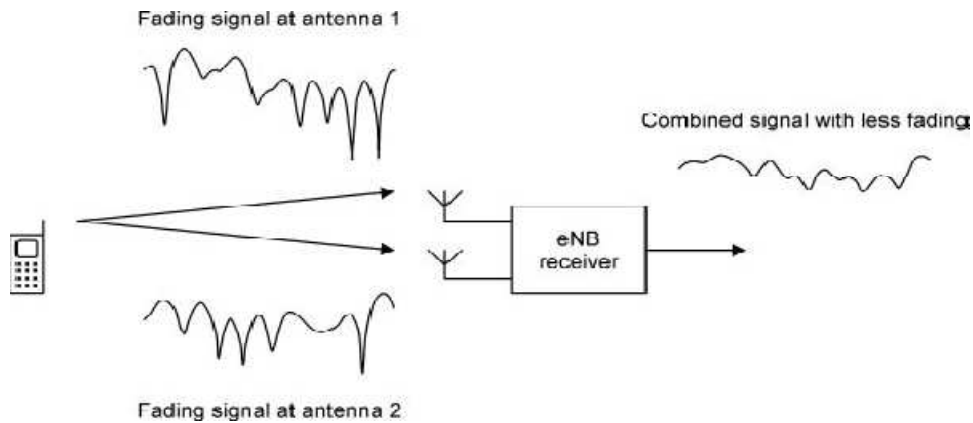 Fading signal at antenna 1
Combined signal with less fading
eNB
receiver
Fading signal at antenna 2